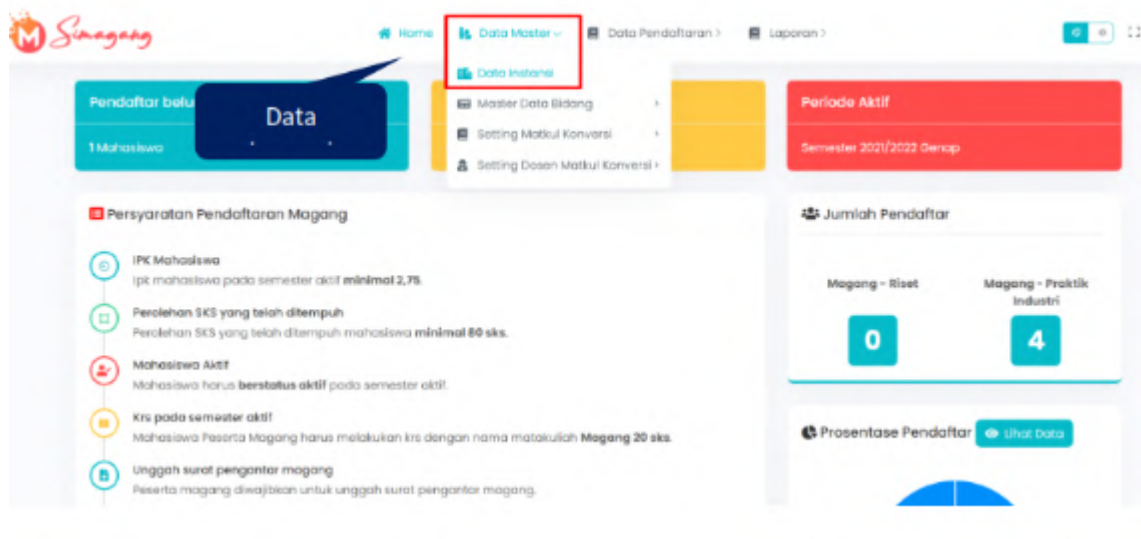 M Simagang
Home
Data Master
Data Pendaftaran >
Laporan >
Data Instansi
Master Data Bidang >
Setting Matkul Konversi >
Setting Dosen Matkul Konversi >
Data
Pendaftar belu
1 Mahasiswa
Periode Aktif
Semester 2021/2022 Genap
Persyaratan Pendaftaran Magang
IPK Mahasiswa
Ipk mahasiswa pada semester aktif minimal 2,75.
Perolehan SKS yang telah ditempuh
Perolehan SKS yang telah ditempuh mahasiswa minimal 80 sks.
Mahasiswa Aktif
Mahasiswa harus berstatus aktif pada semester aktif.
Krs pada semester aktif
Mahasiswa Peserta Magang harus melakukan krs dengan nama matakuliah Magang 20 sks.
Unggah surat pengantar magang
Peserta magang diwajibkan untuk unggah surat pengantar magang.
Jumlah Pendaftar
Magang - Riset
0
Magang - Praktik
Industri
4
Prosentase Pendaftar
Lihat Data